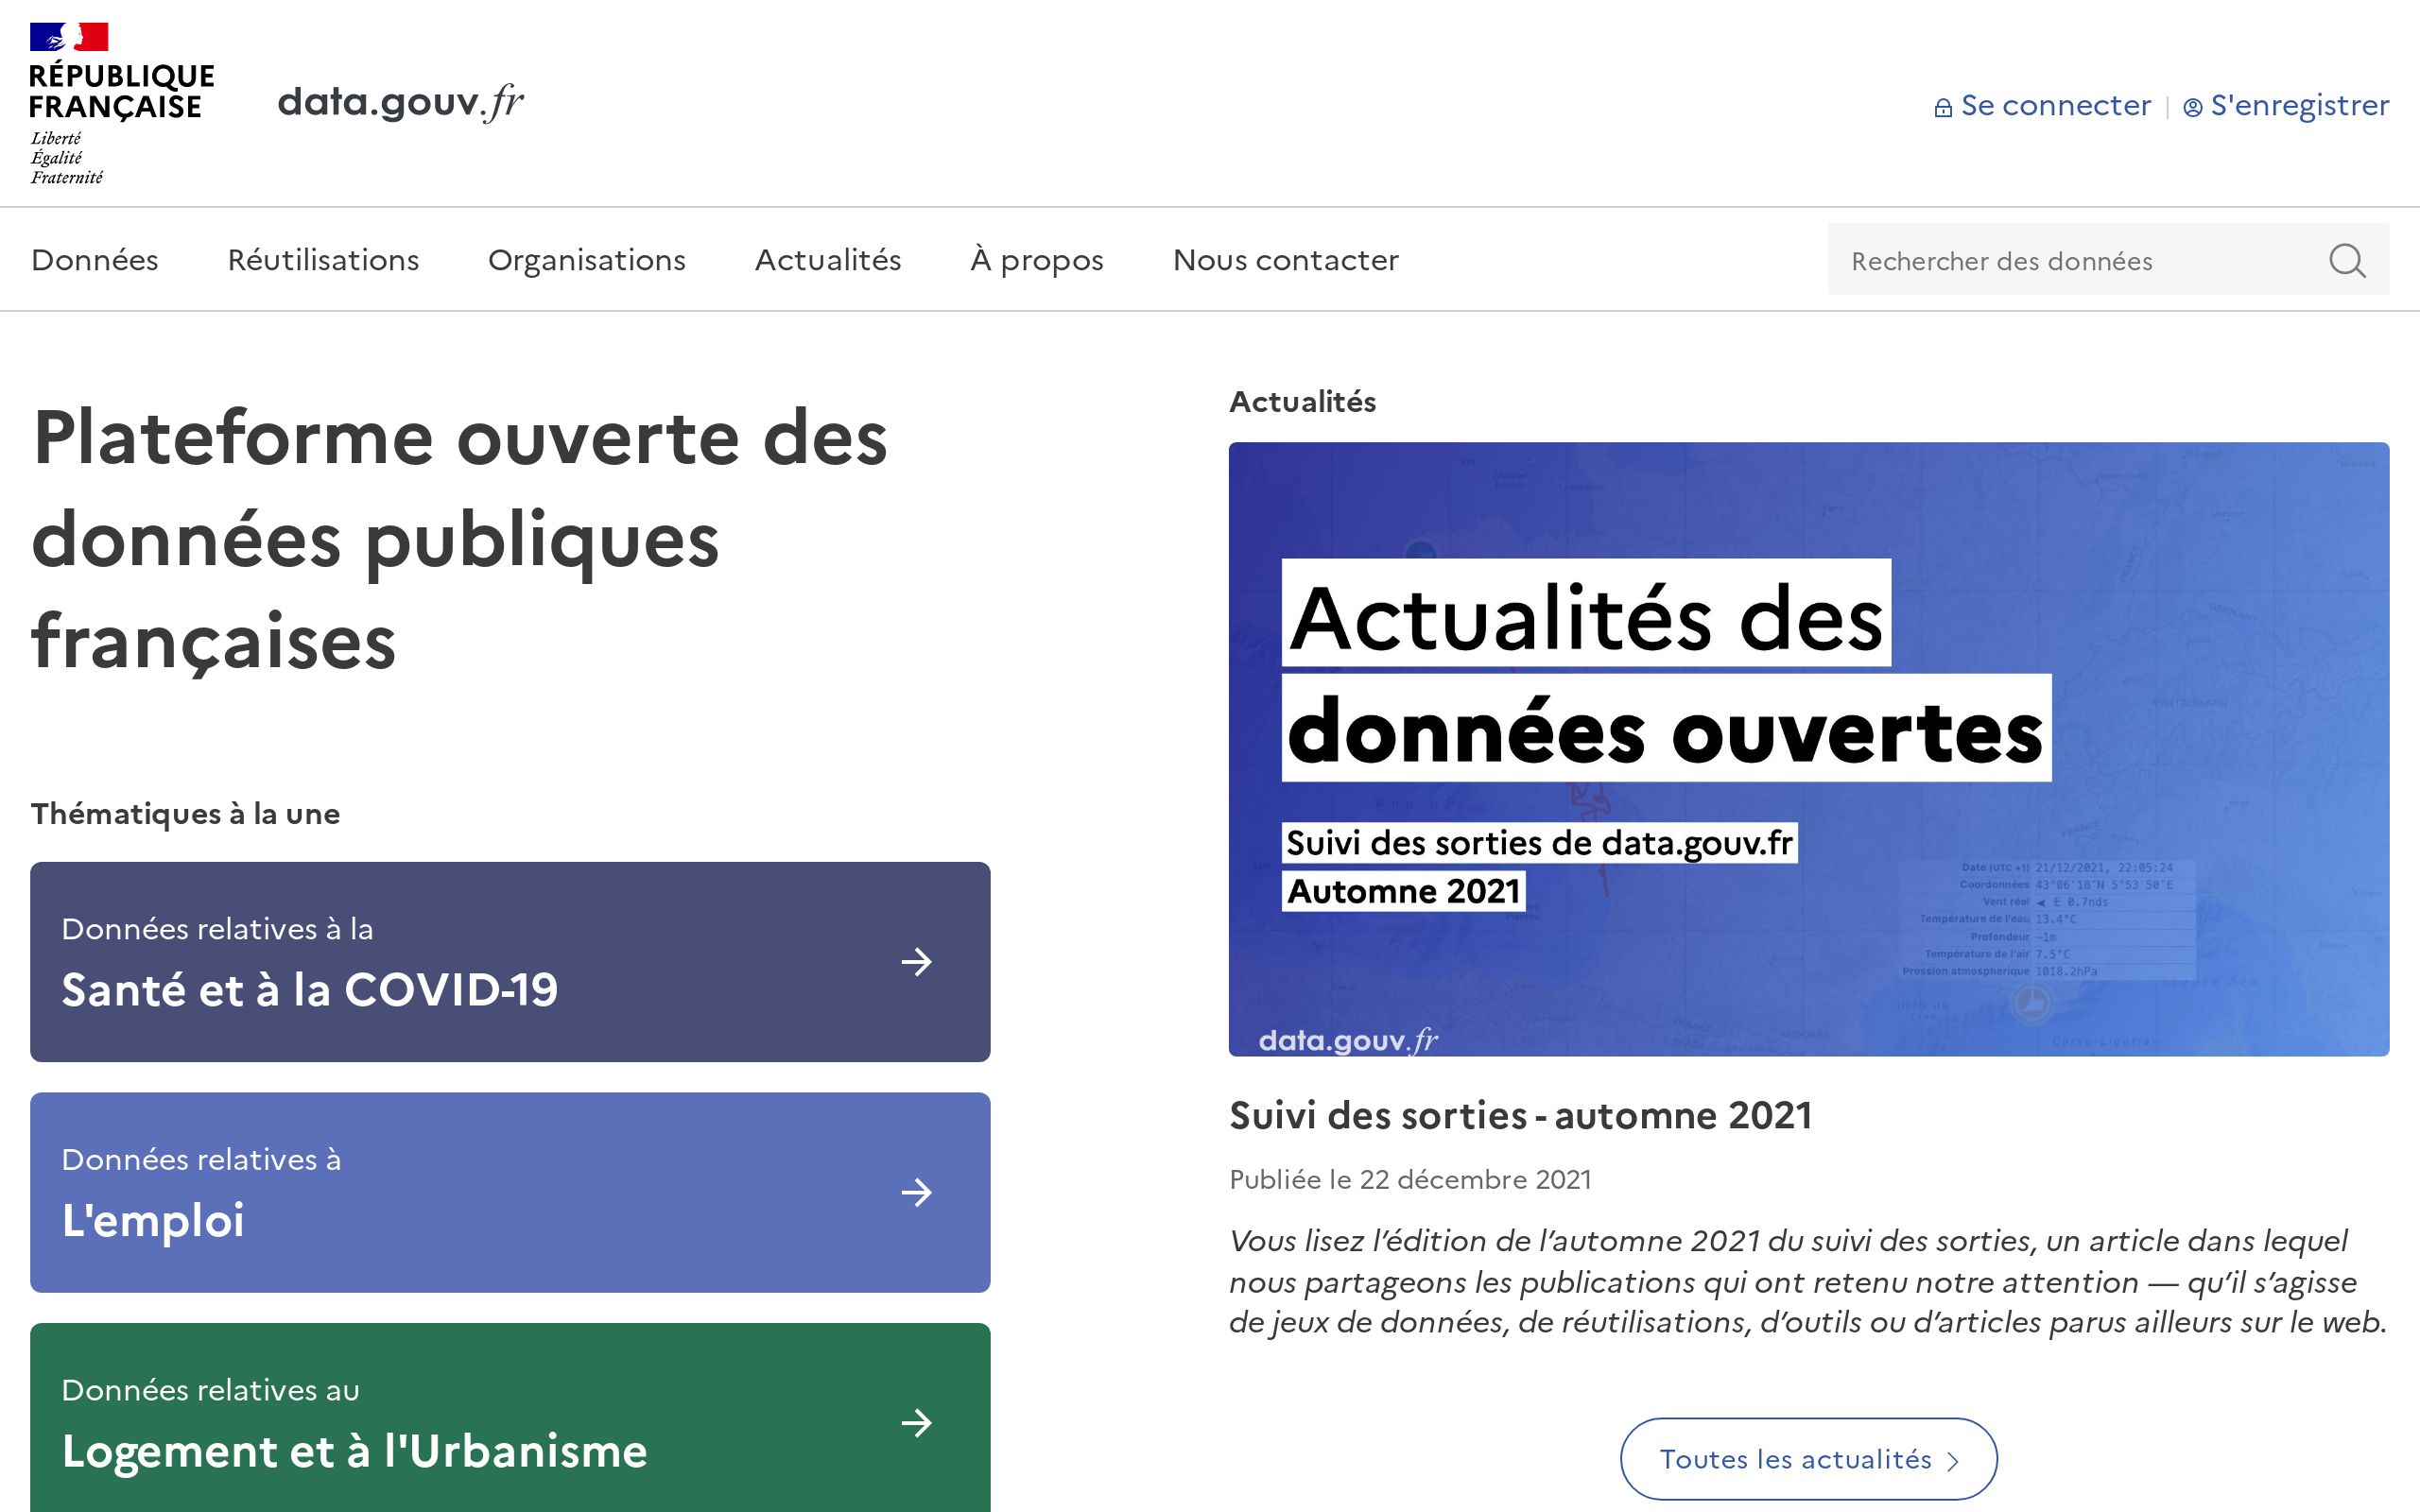 RÉPUBLIQUE
FRANÇAISE
Liberté
Égalité
Fraternité
data.gouv.fr
Se connecter
S'enregistrer
Données
Réutilisations
Organisations
Actualités
À propos
Nous contacter
Rechercher des données
Plateforme ouverte des
données publiques
françaises
Thématiques à la une
Données relatives à la
Santé et à la COVID-19
Données relatives à
L'emploi
Données relatives au
Logement et à l'Urbanisme
Actualités
Actualités des
données ouvertes
Suivi des sorties de data.gouv.fr
Automne 2021
Date (UTC +1) 21/12/2021, 22:05:24
Coordonnées 43°06'18"N 5°53'50"E
Vent réel E 0.7nds
Température de l'eau 13.4°C
Profondeur -1m
Température de l'air 7.5°C
Pression atmospherique 1018.2hPa
data.gouv.fr
Suivi des sorties - automne 2021
Publiée le 22 décembre 2021
Vous lisez l’édition de l’automne 2021 du suivi des sorties, un article dans lequel
nous partageons les publications qui ont retenu notre attention — qu’il s’agisse
de jeux de données, de réutilisations, d’outils ou d’articles parus ailleurs sur le web.
Toutes les actualités